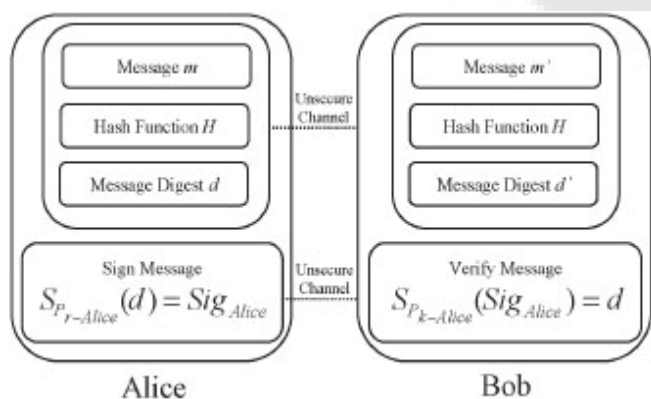 Message m
Hash Function H
Message Digest d
Sign Message
S_{P_{r-Alice}}(d) = Sig_{Alice}
Alice
Unsecure
Channel
Unsecure
Channel
Message m'
Hash Function H
Message Digest d'
Verify Message
S_{P_{k-Alice}}(Sig_{Alice}) = d
Bob